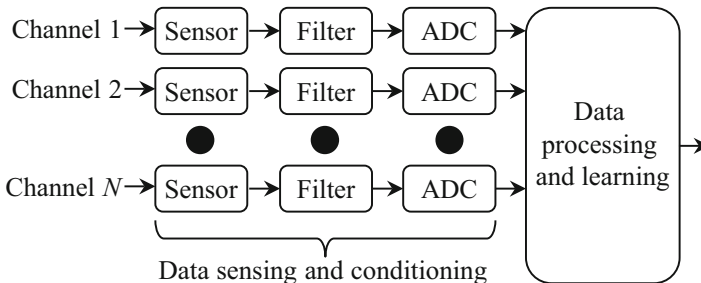 Channel 1
Sensor
Filter
ADC
Channel 2
Sensor
Filter
ADC
Data
processing
and learning
Channel N
Sensor
Filter
ADC
Data sensing and conditioning